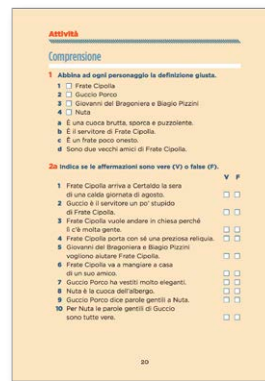 Attività
Comprensione
1 Abbina ad ogni personaggio la definizione giusta.
1 □ Frate Cipolla
2 □ Guccio Porco
3 □ Giovanni del Bragoniera e Biagio Pizzini
4 □ Nuta
a È una cuoca brutta, sporca e puzzolente.
b È il servitore di Frate Cipolla.
c È un frate poco onesto.
d Sono due vecchi amici di Frate Cipolla.
2a Indica se le affermazioni sono vere (V) o false (F).
V F
1 Frate Cipolla arriva a Certaldo la sera
di una calda giornata di agosto. □ □
2 Guccio è il servitore un po' stupido
di Frate Cipolla. □ □
3 Frate Cipolla vuole andare in chiesa perché
lì c'è molta gente. □ □
4 Frate Cipolla porta con sé una preziosa reliquia. □ □
5 Giovanni del Bragoniera e Biagio Pizzini
vogliono aiutare Frate Cipolla. □ □
6 Frate Cipolla va a mangiare a casa
di un suo amico. □ □
7 Guccio Porco ha vestiti molto eleganti. □ □
8 Nuta è la cuoca dell'albergo. □ □
9 Guccio Porco dice parole gentili a Nuta. □ □
10 Per Nuta le parole gentili di Guccio
sono tutte vere. □ □
20